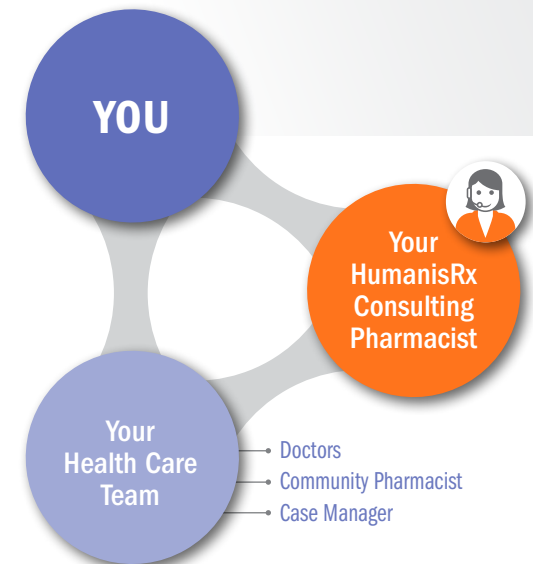 YOU
Your
HumanisRx
Consulting
Pharmacist
Your
Health Care
Team
Doctors
Community Pharmacist
Case Manager